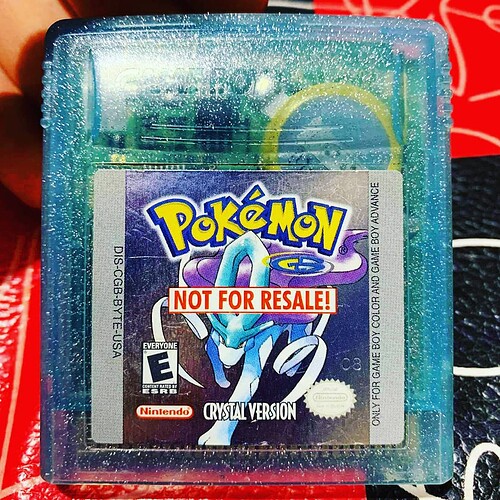 POKéMON
GB
NOT FOR RESALE!
EVERYONE
E
CONTENT RATED BY
ESRB
Nintendo
CRYSTAL VERSION
DIS-CGB-BYTE-USA
ONLY FOR GAME BOY COLOR AND GAME BOY ADVANCE